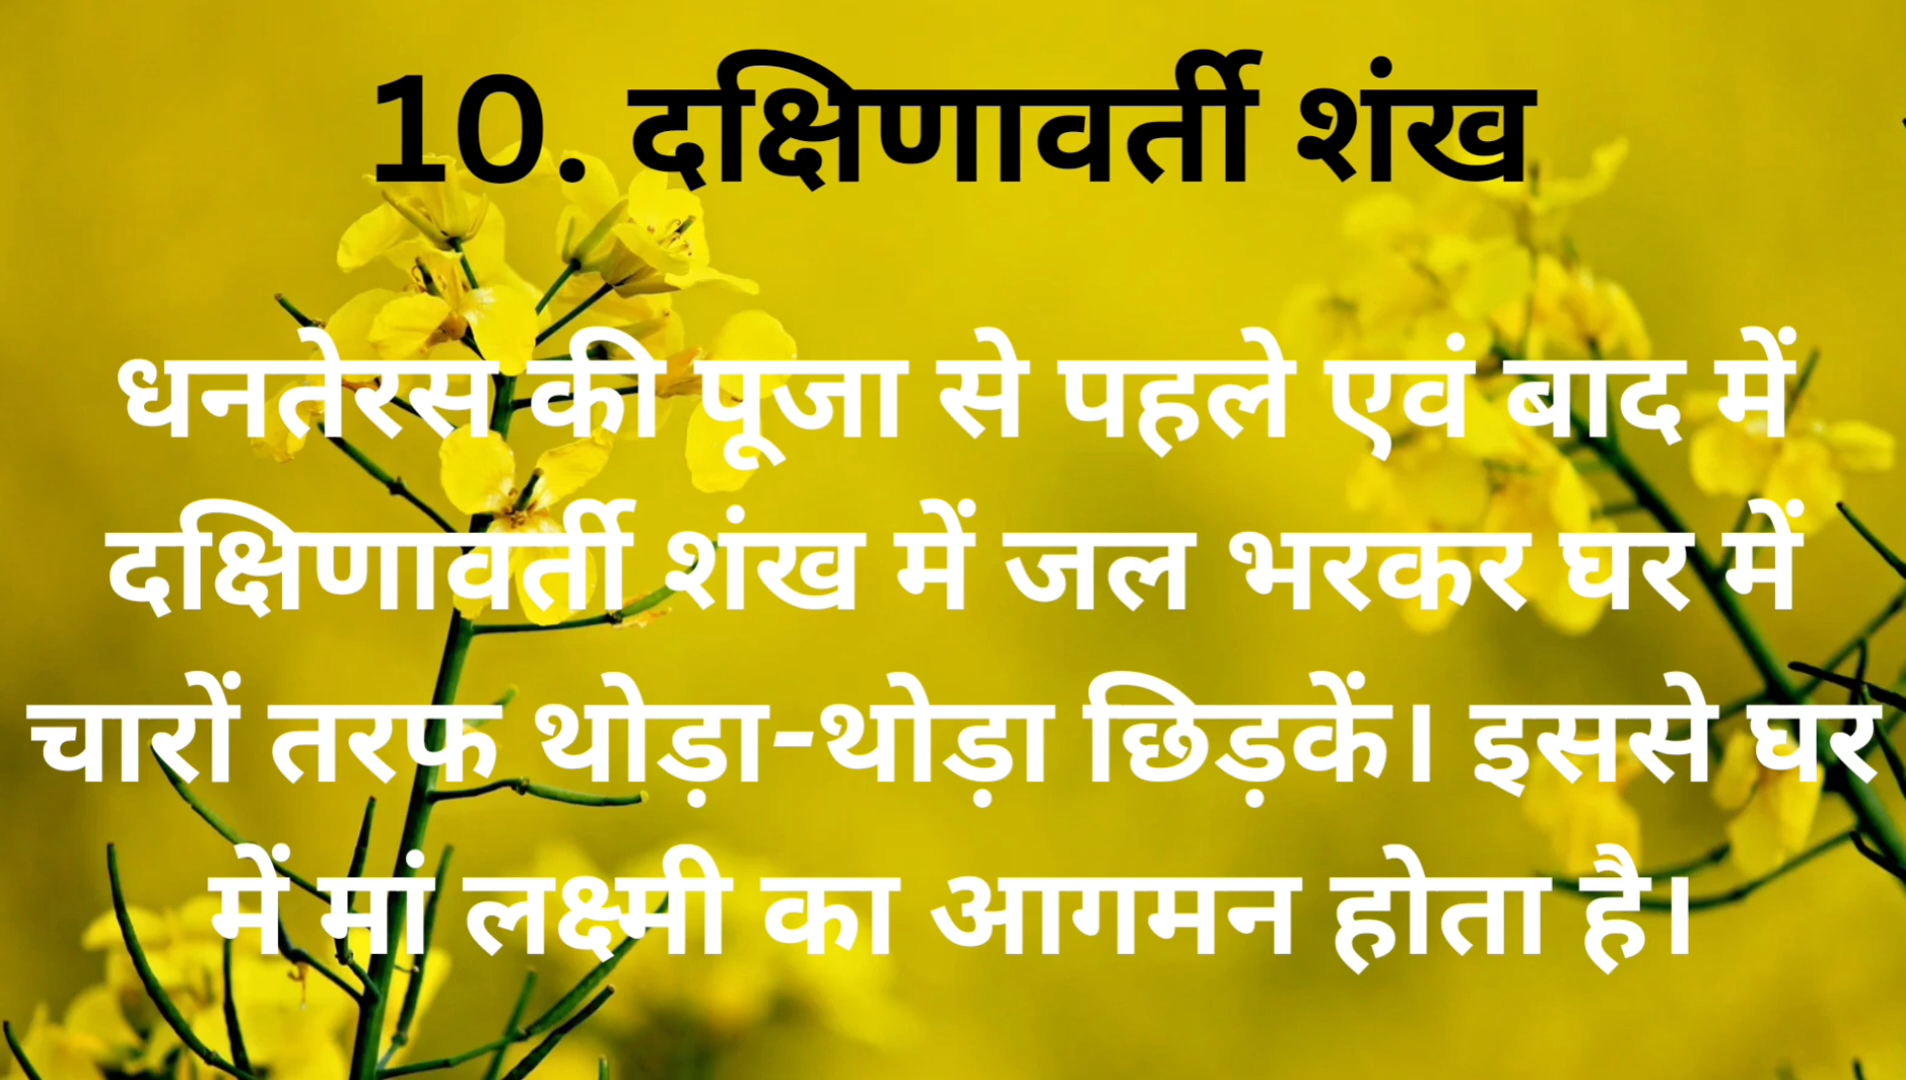 10. दक्षिणावर्ती शंख
धनतेरस की पूजा से पहले एवं बाद में
दक्षिणावर्ती शंख में जल भरकर घर में
चारों तरफ थोड़ा-थोड़ा छिड़कें। इससे घर
में मां लक्ष्मी का आगमन होता है।